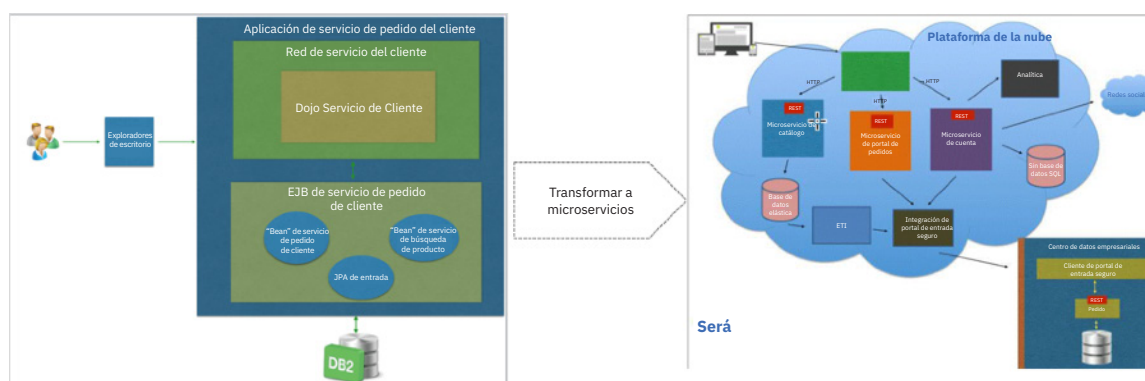 Aplicación de servicio de pedido del cliente
Red de servicio del cliente
Dojo Servicio de Cliente
Exploradores
de escritorio
EJB de servicio de pedido
de cliente
"Bean" de servicio
de pedido
de cliente
"Bean" de servicio
de búsqueda
de producto
JPA de entrada
DB2
Transformar a
microservicios
Plataforma de la nube
Analítica
Redes social
HTTP
HTTP
HTTP
REST
Microservicio de
catálogo
REST
Microservicio
de portal de
pedidos
REST
Microservicio
de cuenta
Sin base de
datos SQL
Base de
datos
elástica
ETI
Integración de
portal de entrada
seguro
Centro de datos empresariales
Cliente de portal de
entrada seguro
REST
Pedido
Será